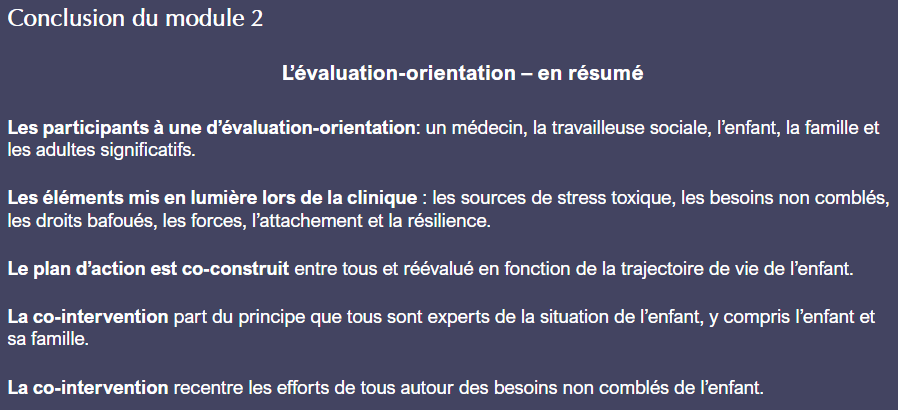 Conclusion du module 2
L’évaluation-orientation – en résumé
Les participants à une d’évaluation-orientation: un médecin, la travailleuse sociale, l’enfant, la famille et
les adultes significatifs.
Les éléments mis en lumière lors de la clinique : les sources de stress toxique, les besoins non comblés,
les droits bafoués, les forces, l’attachement et la résilience.
Le plan d’action est co-construit entre tous et réévalué en fonction de la trajectoire de vie de l’enfant.
La co-intervention part du principe que tous sont experts de la situation de l’enfant, y compris l’enfant et
sa famille.
La co-intervention recentre les efforts de tous autour des besoins non comblés de l’enfant.